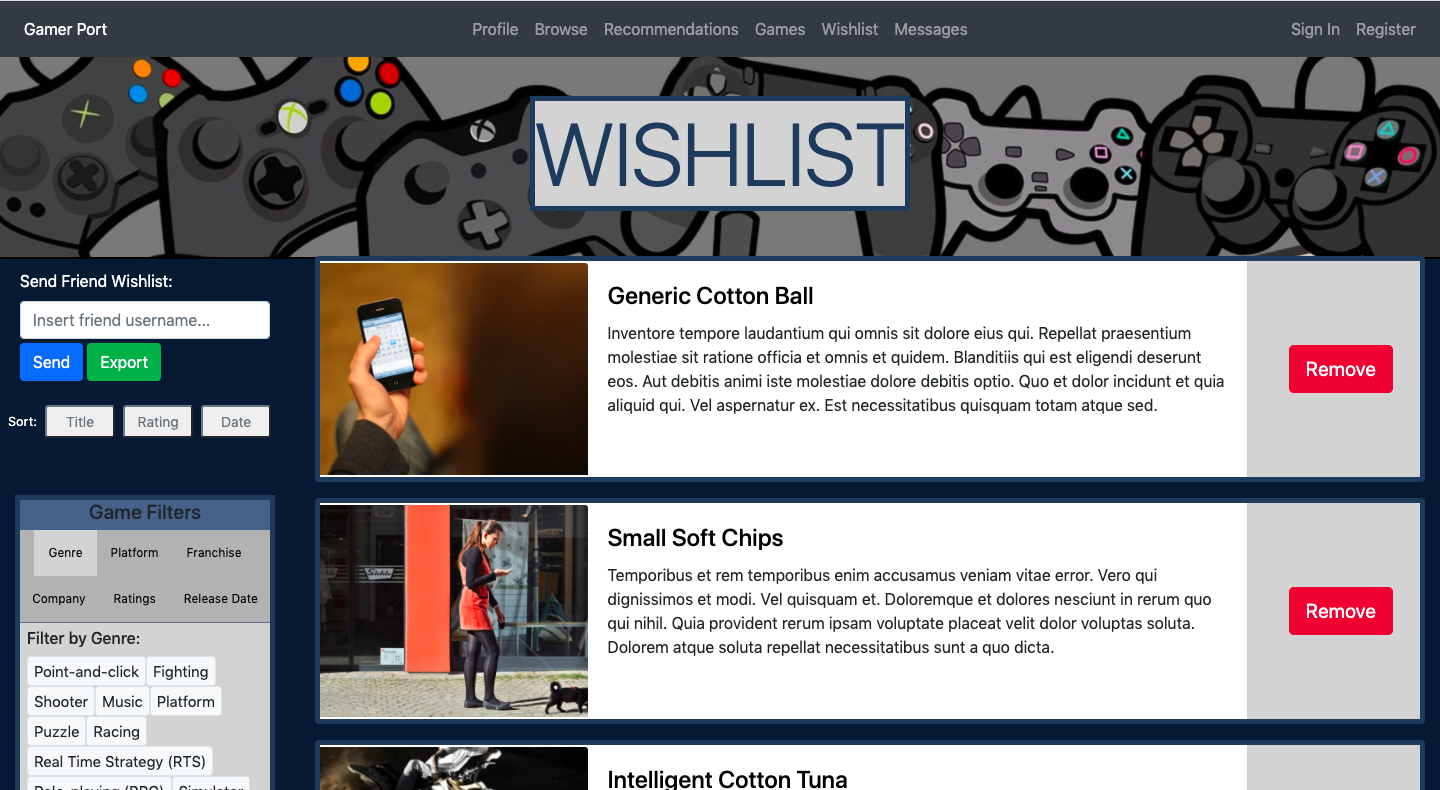 Gamer Port
Profile Browse Recommendations Games Wishlist Messages
Sign In Register
WISHLIST
Send Friend Wishlist:
Insert friend username...
Send Export
Sort: Title Rating Date
Game Filters
Genre Platform Franchise
Company Ratings Release Date
Filter by Genre:
Point-and-click Fighting
Shooter Music Platform
Puzzle Racing
Real Time Strategy (RTS)
Role-playing (RPG) Simulator
Generic Cotton Ball
Inventore tempore laudantium qui omnis sit dolore eius qui. Repellat praesentium
molestiae sit ratione officia et omnis et quidem. Blanditiis qui est eligendi deserunt
eos. Aut debitis animi iste molestiae dolore debitis optio. Quo et dolor incidunt et quia
aliquid qui. Vel aspernatur ex. Est necessitatibus quisquam totam atque sed.
Remove
Small Soft Chips
Temporibus et rem temporibus enim accusamus veniam vitae error. Vero qui
dignissimos et modi. Vel quisquam et. Doloremque et dolores nesciunt in rerum quo
qui nihil. Quia provident rerum ipsam voluptate placeat velit dolor voluptas soluta.
Dolorem atque soluta repellat necessitatibus sunt a quo dicta.
Remove
Intelligent Cotton Tuna